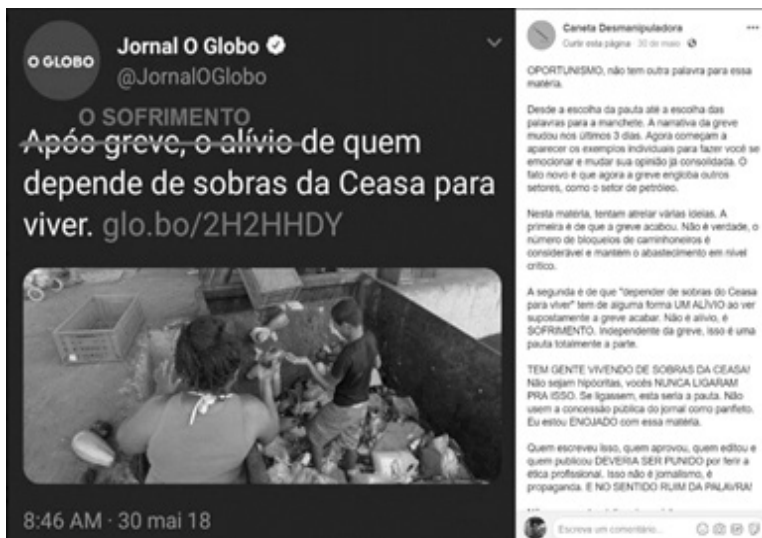 O GLOBO
Jornal O Globo
@JornalOGlobo
O SOFRIMENTO
Após greve, o alívio de quem
depende de sobras da Ceasa para
viver. glo.bo/2H2HHDY
8:46 AM · 30 mai 18
Caneta Desmanipuladora
Curtir esta página · 30 de maio ·
OPORTUNISMO, não tem outra palavra para essa
matéria.
Desde a escolha da pauta até a escolha das
palavras para a manchete. A narrativa da greve
mudou nos últimos 3 dias. Agora começam a
aparecer os exemplos individuais para fazer você se
emocionar e mudar sua opinião já consolidada. O
fato novo é que agora a greve engloba outros
setores, como o setor de petróleo.
Nesta matéria, tentam atrelar várias ideias. A
primeira é de que a greve acabou. Não é verdade, o
número de bloqueios de caminhoneiros é
considerável e mantém o abastecimento em nível
crítico.
A segunda é de que "depender de sobras do Ceasa
para viver" tem de alguma forma UM ALÍVIO ao ver
supostamente a greve acabar. Não é alívio, é
SOFRIMENTO. Independente da greve, isso é uma
pauta totalmente a parte.
TEM GENTE VIVENDO DE SOBRAS DA CEASA!
Não sejam hipócritas, vocês NUNCA LIGARAM
PRA ISSO. Se ligassem, esta seria a pauta. Não
usem a concessão pública do jornal como panfleto.
Eu estou ENOJADO com essa matéria.
Quem escreveu isso, quem aprovou, quem editou e
quem publicou DEVERIA SER PUNIDO por ferir a
ética profissional. Isso não é jornalismo, é
propaganda. E NO SENTIDO RUIM DA PALAVRA!
Escreva um comentário...